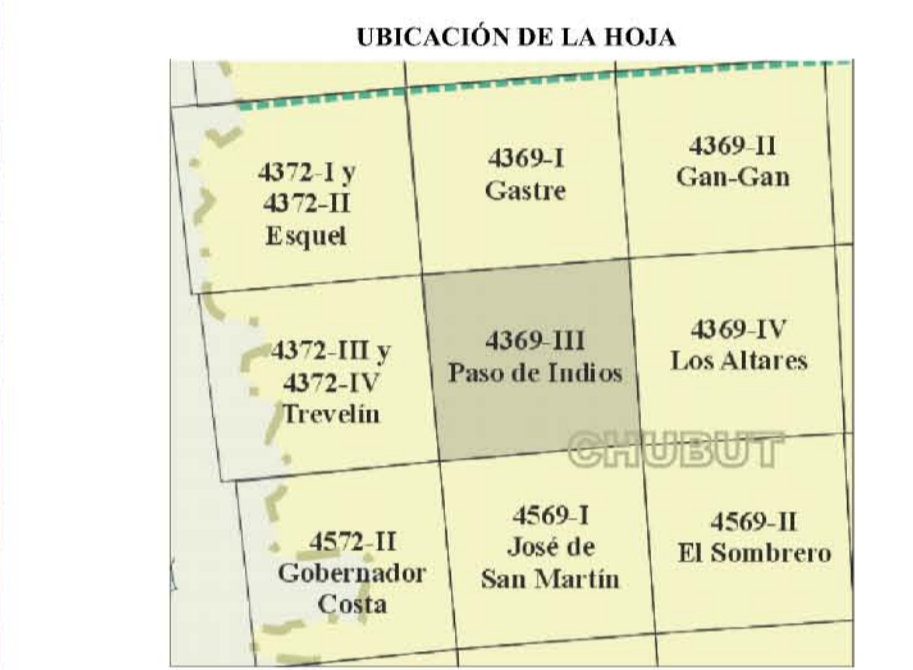 UBICACIÓN DE LA HOJA
4372-I y
4372-II
Esquel
4369-I
Gastre
4369-II
Gan-Gan
4372-III y
4372-IV
Trevelín
4369-III
Paso de Indios
4369-IV
Los Altares
CHUBUT
4572-II
Gobernador
Costa
4569-I
José de
San Martín
4569-II
El Sombrero